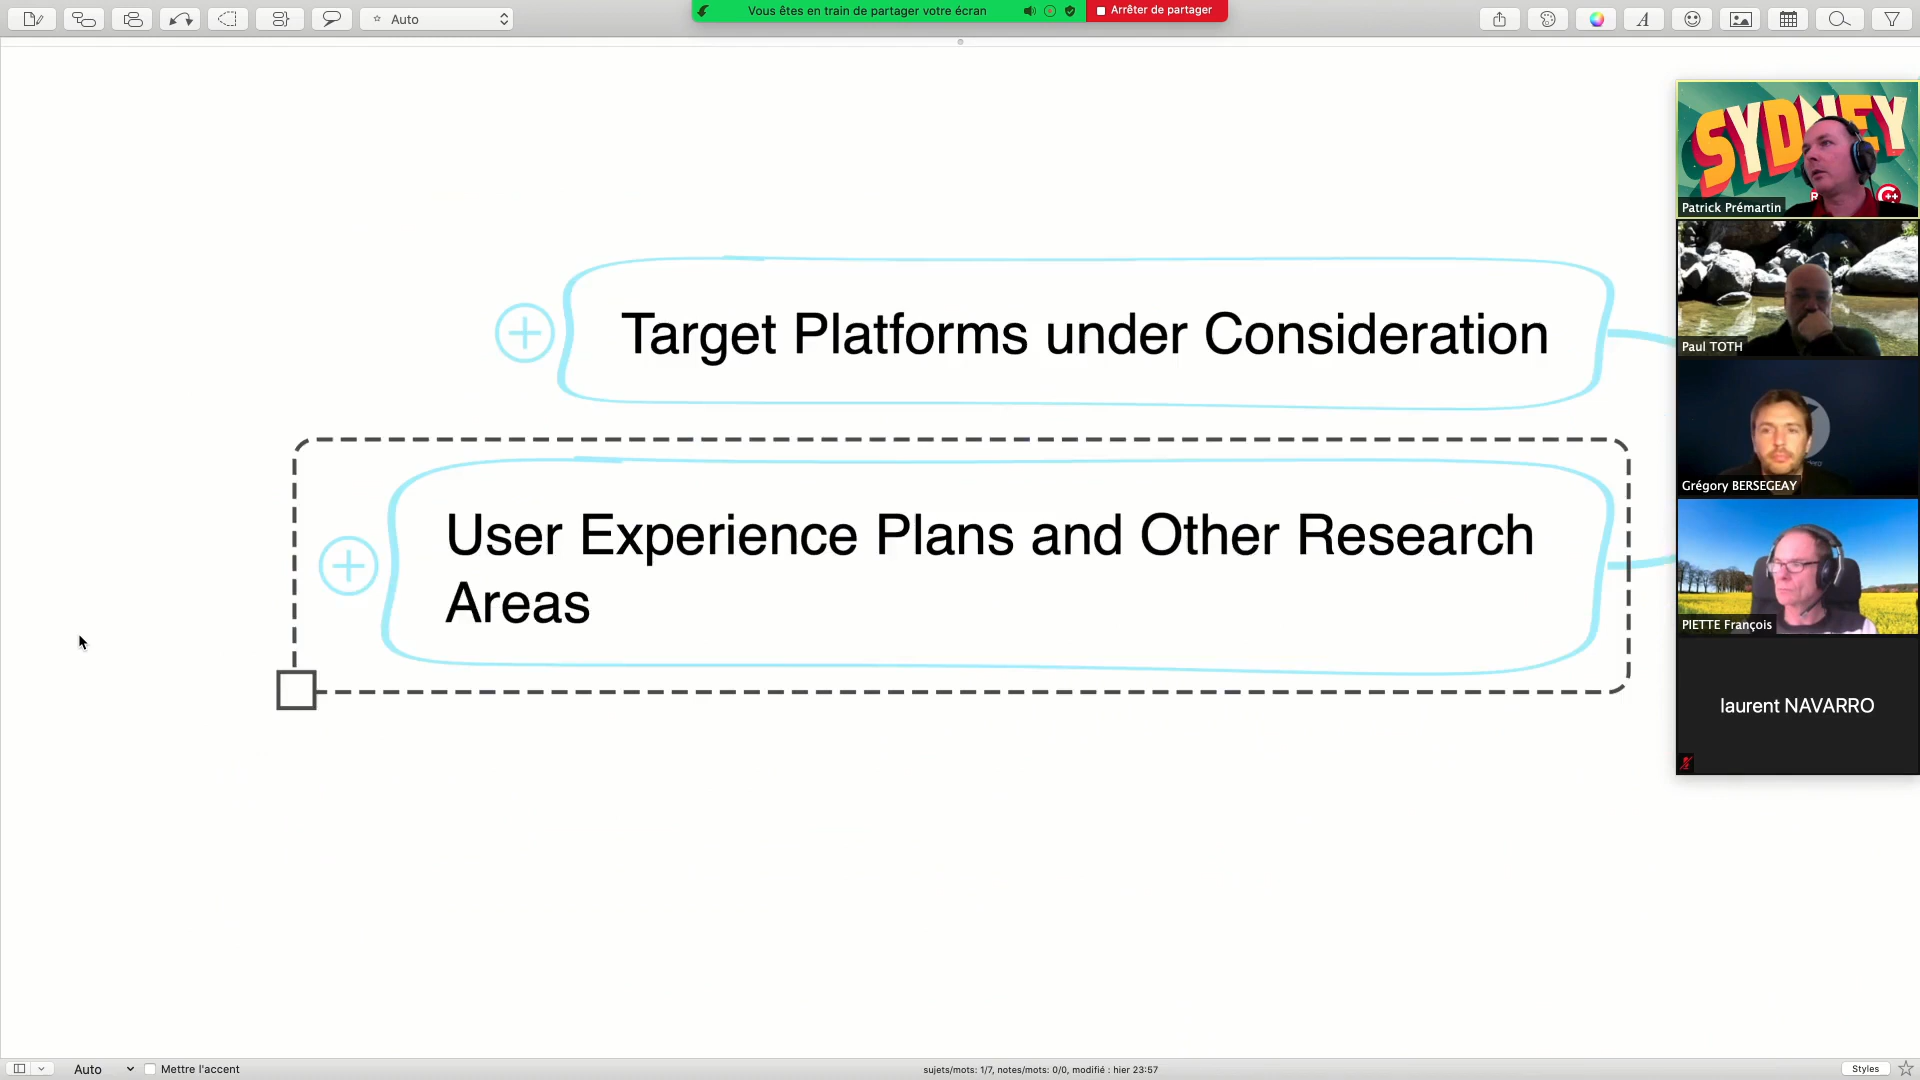 Auto
Vous êtes en train de partager votre écran
Arrêter de partager
SYDNEY
Patrick Prémartin
Target Platforms under Consideration
Paul TOTH
User Experience Plans and Other Research
Areas
Grégory BERSEGEAY
PIETTE François
laurent NAVARRO
Auto
Mettre l'accent
sujets/mots: 1/7, notes/mots: 0/0, modifié : hier 23:57
Styles